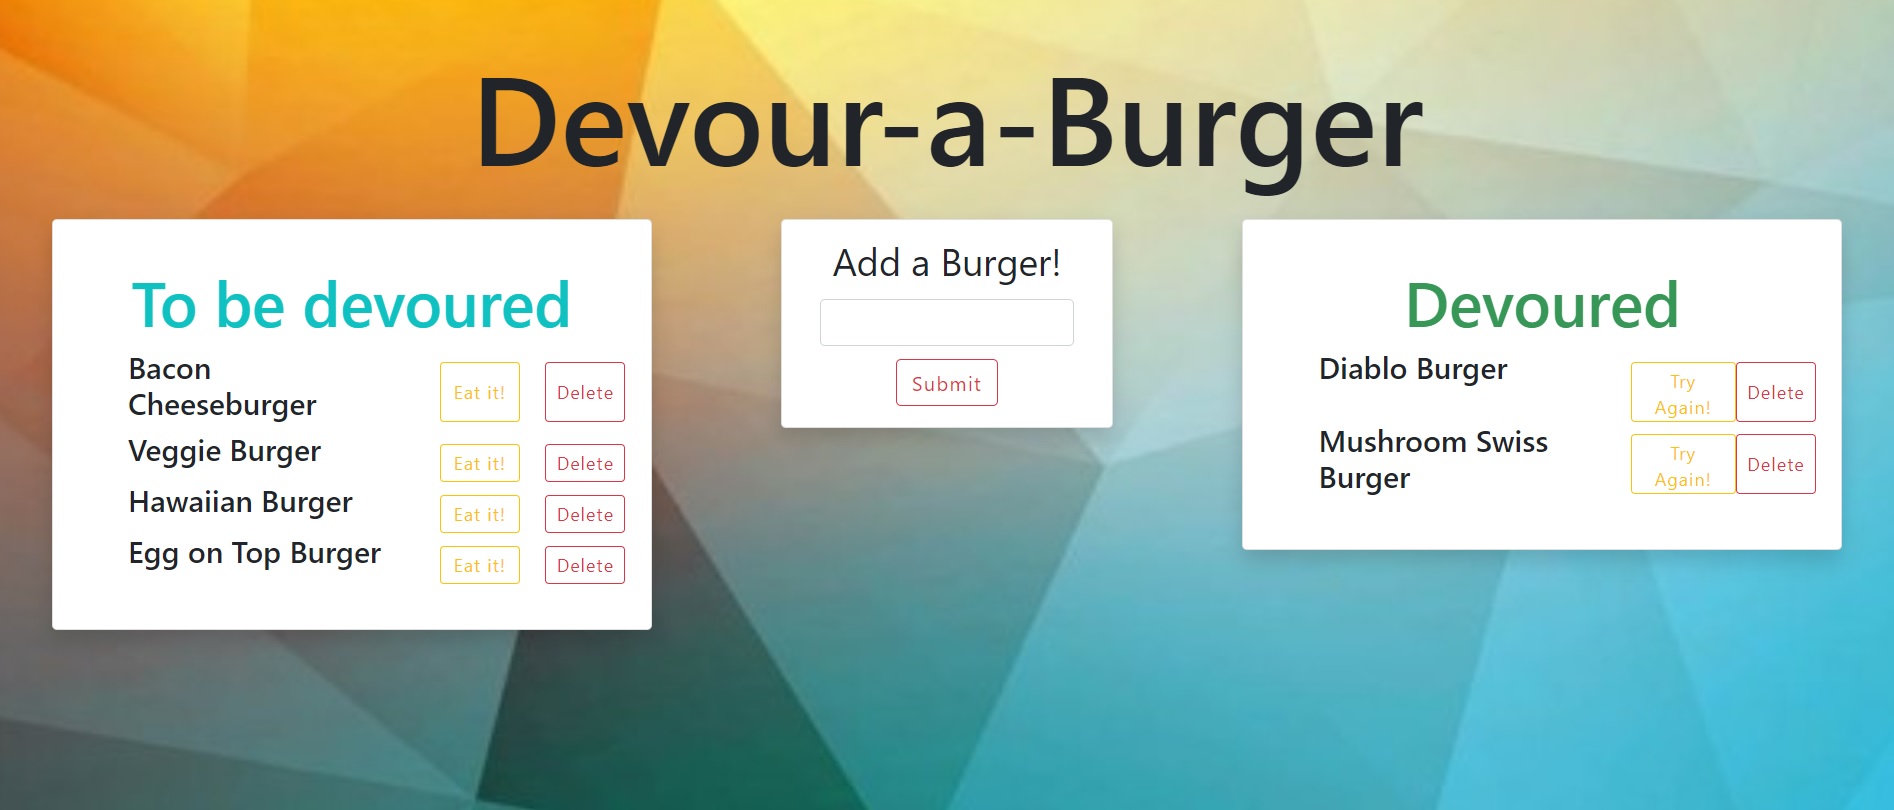 Devour-a-Burger
To be devoured
Bacon
Cheeseburger
Eat it!
Delete
Veggie Burger
Eat it!
Delete
Hawaiian Burger
Eat it!
Delete
Egg on Top Burger
Eat it!
Delete
Add a Burger!
Submit
Devoured
Diablo Burger
Try
Again!
Delete
Mushroom Swiss
Burger
Try
Again!
Delete